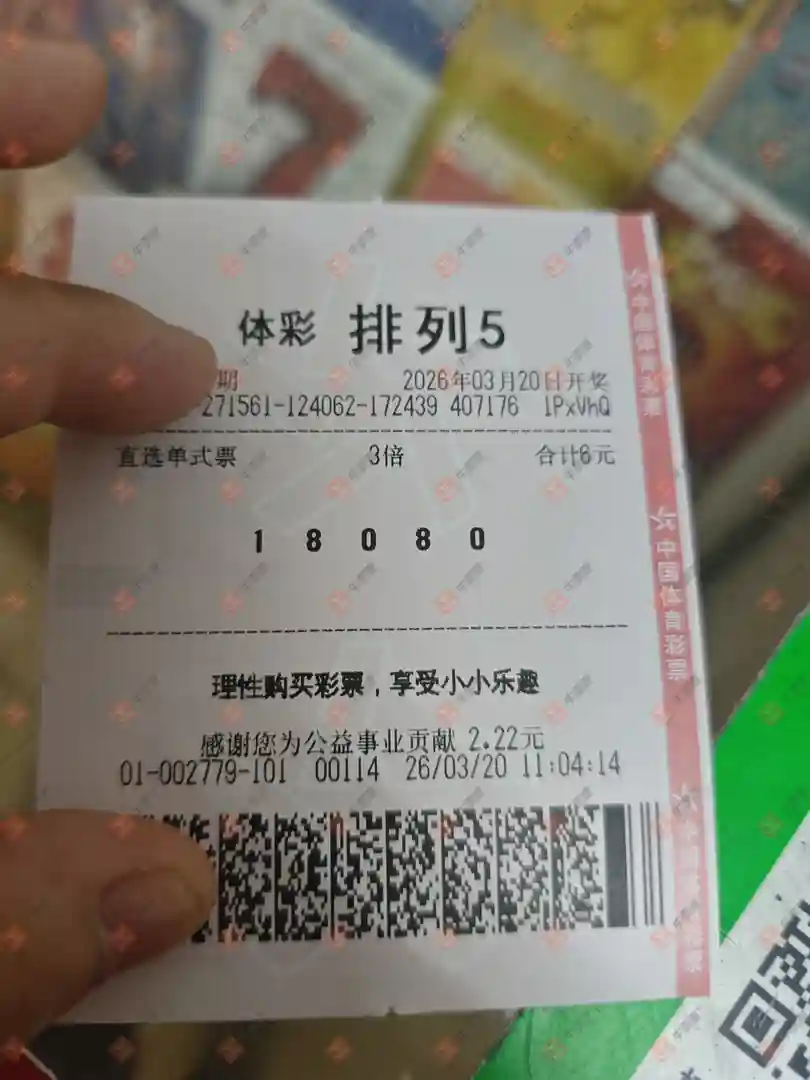 体彩 排列5
期 2026年03月20日开奖
271561-124062-172439 407176 1PxVhQ
直选单式票 3倍 合计6元
1 8 0 8 0
理性购买彩票，享受小小乐趣
感谢您为公益事业贡献 2.22元
01-002779-101 00114 26/03/20 11:04:14
中国体育彩票
中国体育彩票